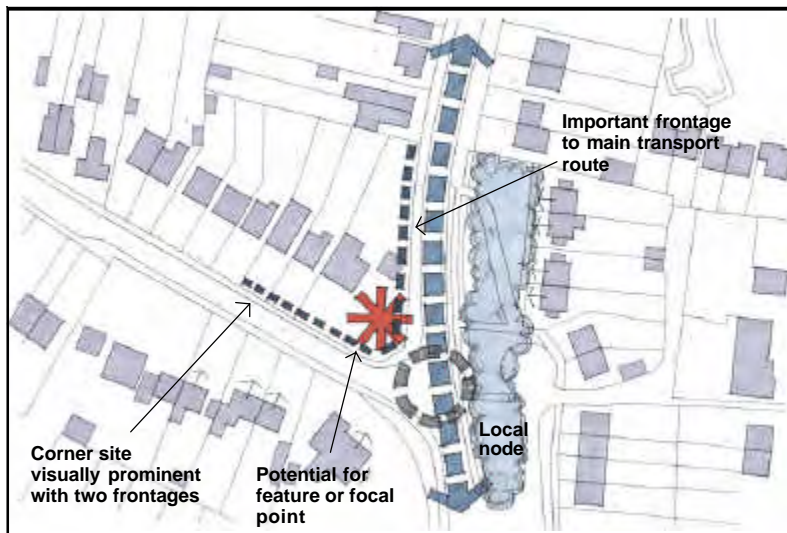 Important frontage
to main transport
route
Local
node
Corner site
visually prominent
with two frontages
Potential for
feature or focal
point